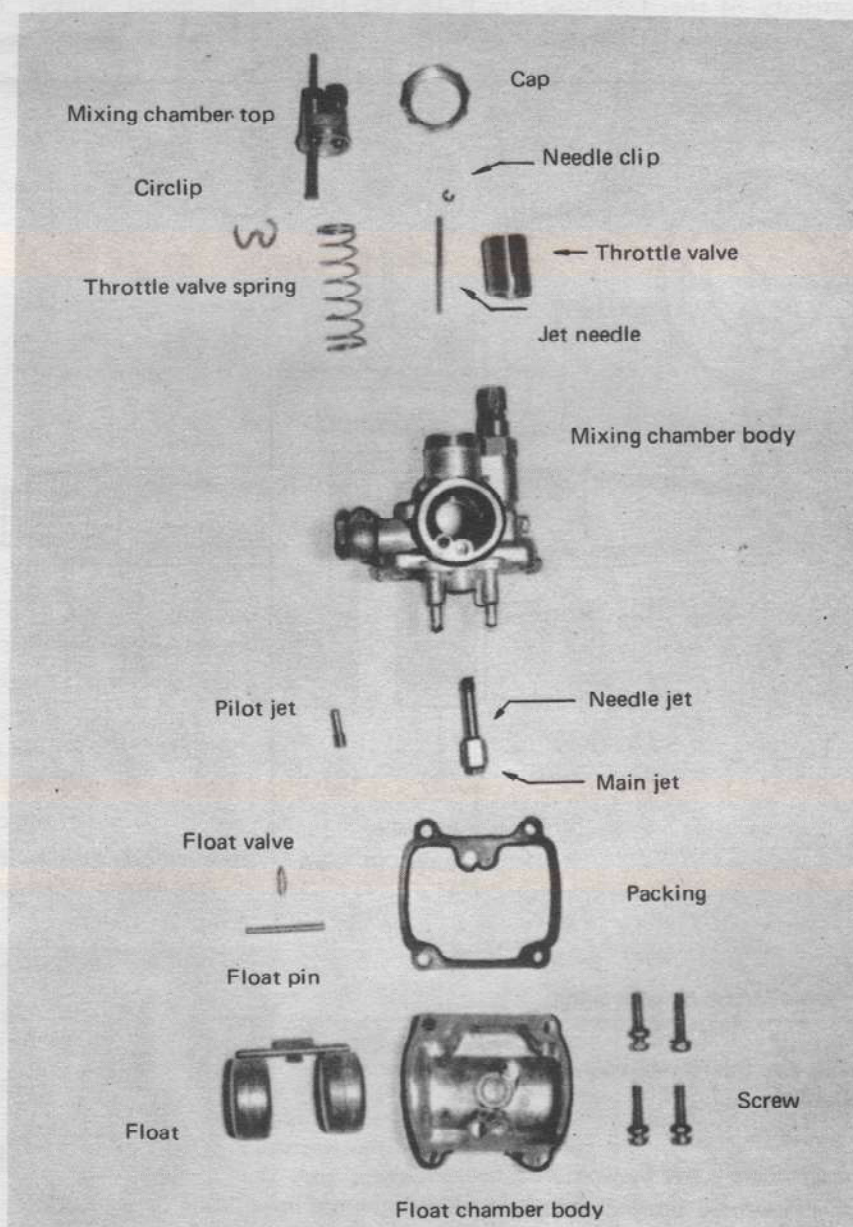 Cap
Mixing chamber top
Needle clip
Circlip
Throttle valve
Throttle valve spring
Jet needle
Mixing chamber body
Pilot jet
Needle jet
Main jet
Float valve
Packing
Float pin
Screw
Float
Float chamber body